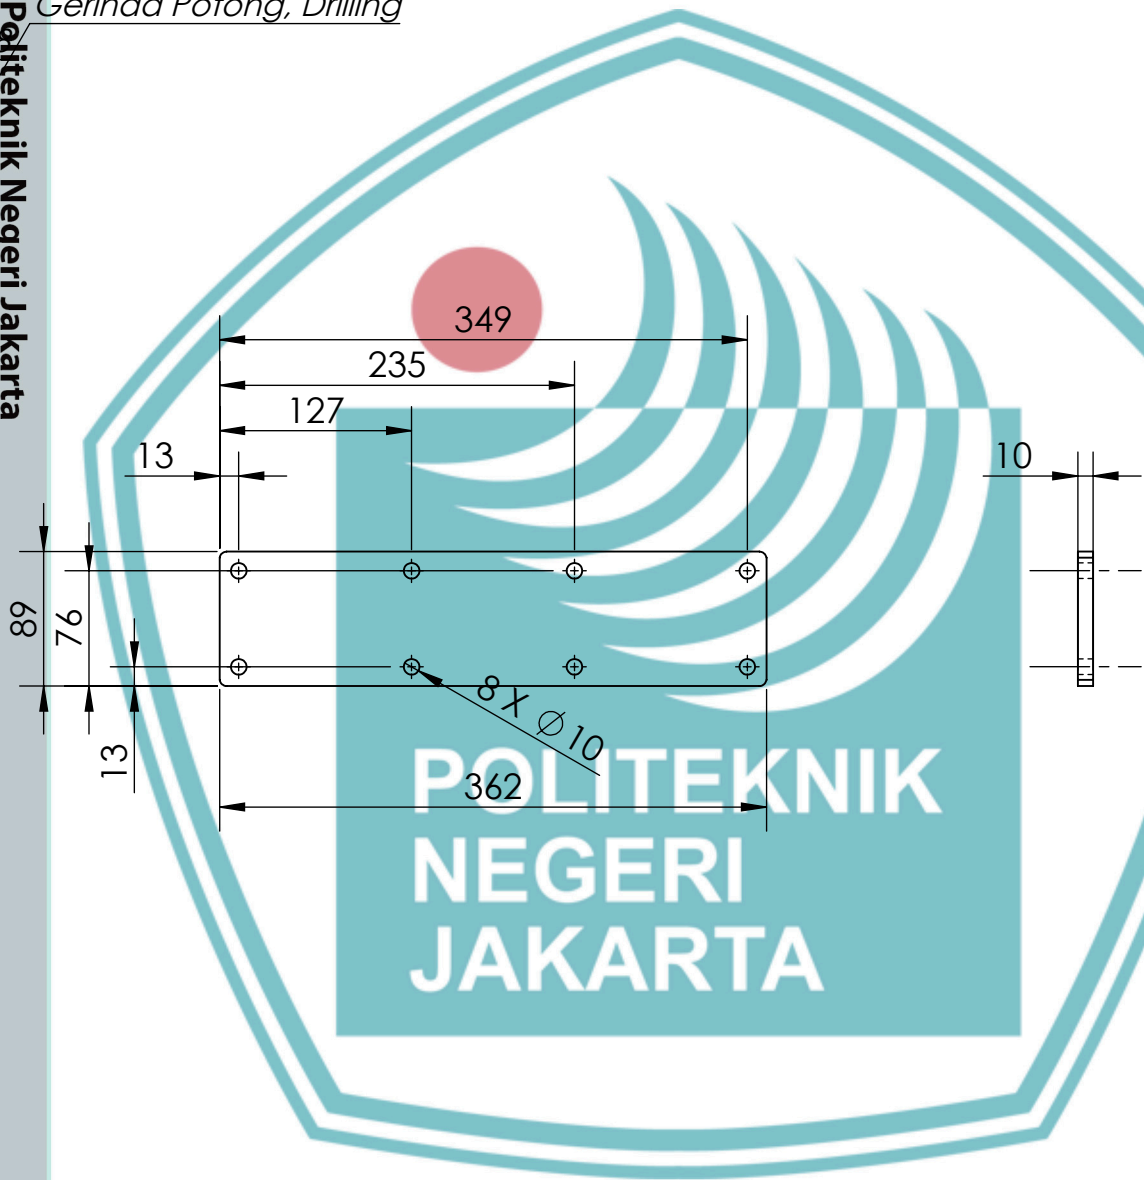 Gerinda Potong, Drilling
Politeknik Negeri Jakarta
349
235
127
13
10
89
76
13
8 X ∅ 10
362
POLITEKNIK
NEGERI
JAKARTA